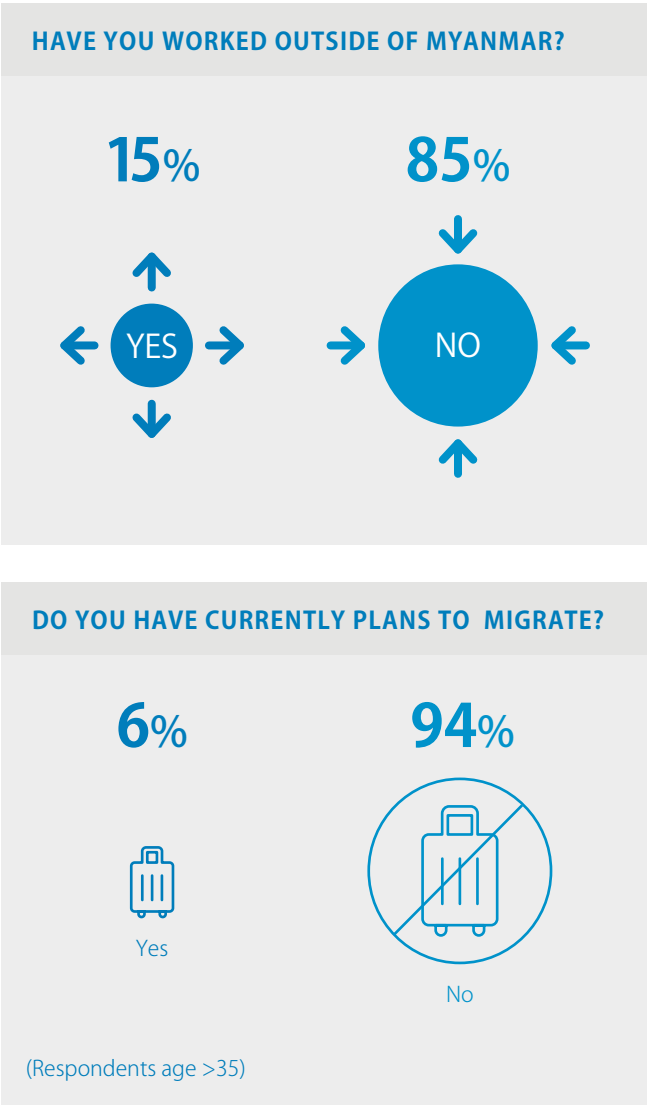 HAVE YOU WORKED OUTSIDE OF MYANMAR?
15% 85%
YES NO
DO YOU HAVE CURRENTLY PLANS TO MIGRATE?
6% 94%
Yes
No
(Respondents age >35)